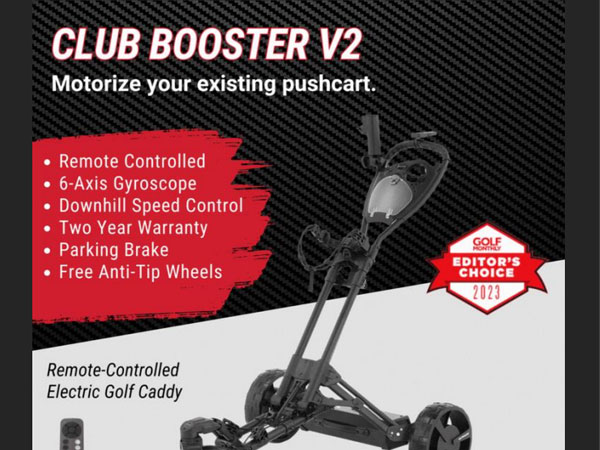 CLUB BOOSTER V2
Motorize your existing pushcart.
• Remote Controlled
• 6-Axis Gyroscope
• Downhill Speed Control
• Two Year Warranty
• Parking Brake
• Free Anti-Tip Wheels
GOLF
MONTHLY
EDITOR'S
CHOICE
2023
Remote-Controlled
Electric Golf Caddy